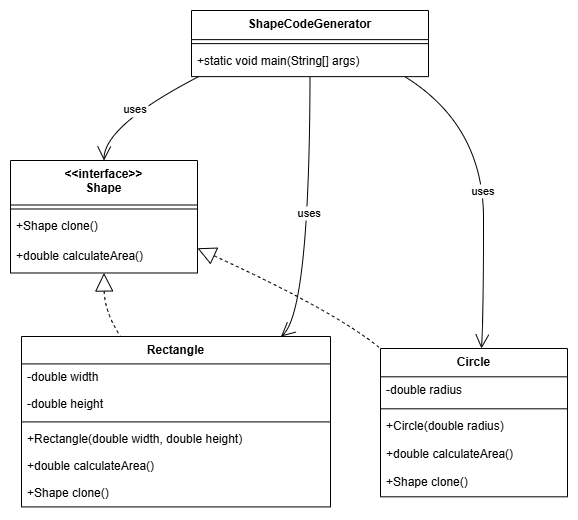 ShapeCodeGenerator
+static void main(String[] args)
uses
<<interface>>
Shape
+Shape clone()
+double calculateArea()
uses
uses
Rectangle
-double width
-double height
+Rectangle(double width, double height)
+double calculateArea()
+Shape clone()
Circle
-double radius
+Circle(double radius)
+double calculateArea()
+Shape clone()